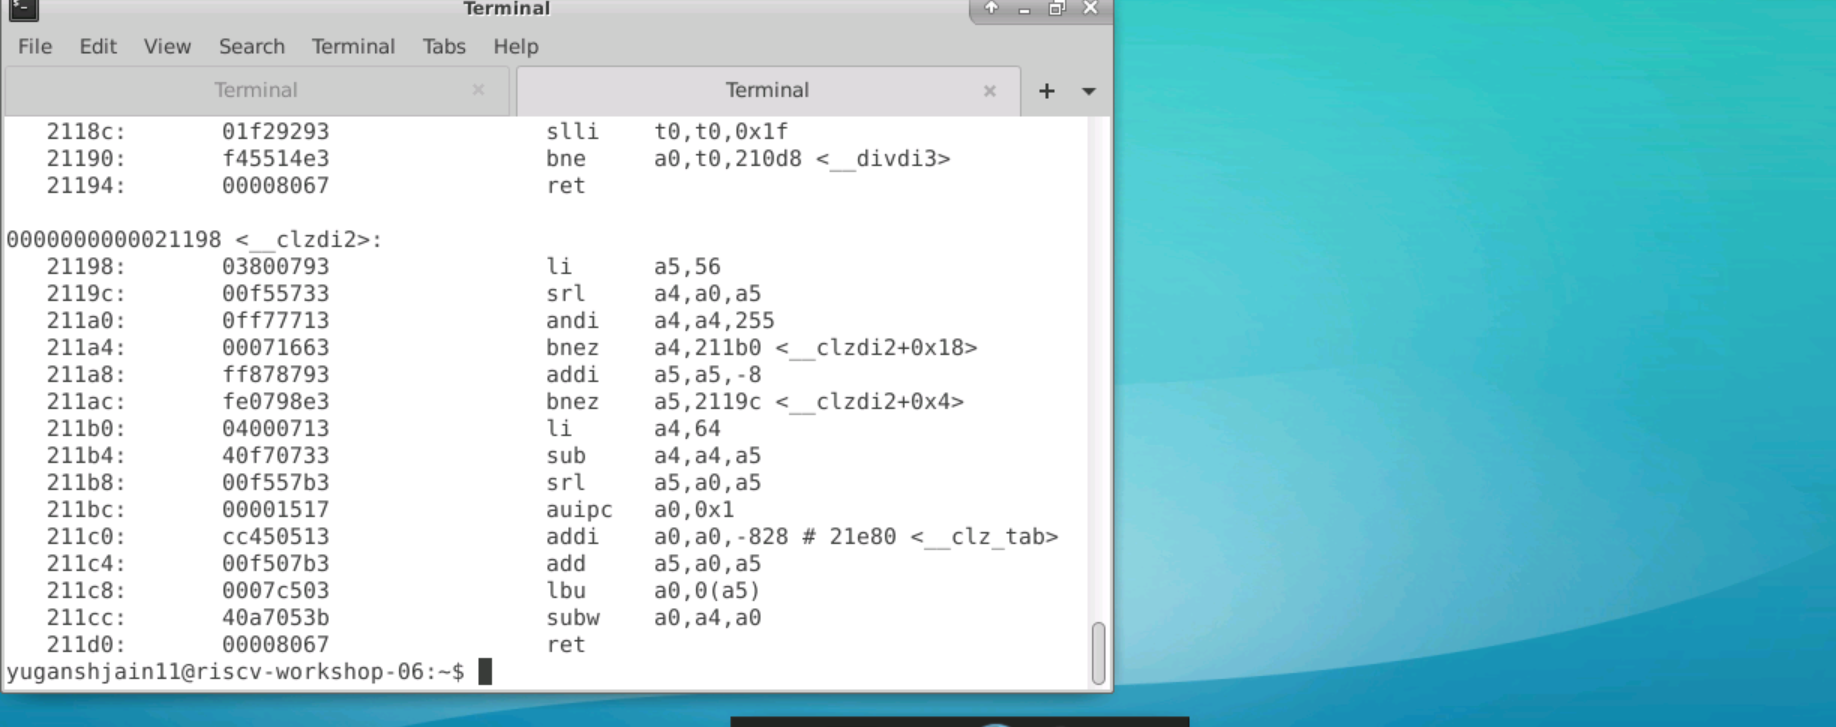 Terminal
File Edit View Search Terminal Tabs Help
Terminal Terminal
2118c: 01f29293 slli t0,t0,0x1f
21190: f45514e3 bne a0,t0,210d8 <__divdi3>
21194: 00008067 ret
0000000000021198 <__clzdi2>:
21198: 03800793 li a5,56
2119c: 00f55733 srl a4,a0,a5
211a0: 0ff77713 andi a4,a4,255
211a4: 00071663 bnez a4,211b0 <__clzdi2+0x18>
211a8: ff878793 addi a5,a5,-8
211ac: fe0798e3 bnez a5,2119c <__clzdi2+0x4>
211b0: 04000713 li a4,64
211b4: 40f70733 sub a4,a4,a5
211b8: 00f557b3 srl a5,a0,a5
211bc: 00001517 auipc a0,0x1
211c0: cc450513 addi a0,a0,-828 # 21e80 <__clz_tab>
211c4: 00f507b3 add a5,a0,a5
211c8: 0007c503 lbu a0,0(a5)
211cc: 40a7053b subw a0,a4,a0
211d0: 00008067 ret
yuganshjain11@riscv-workshop-06:~$